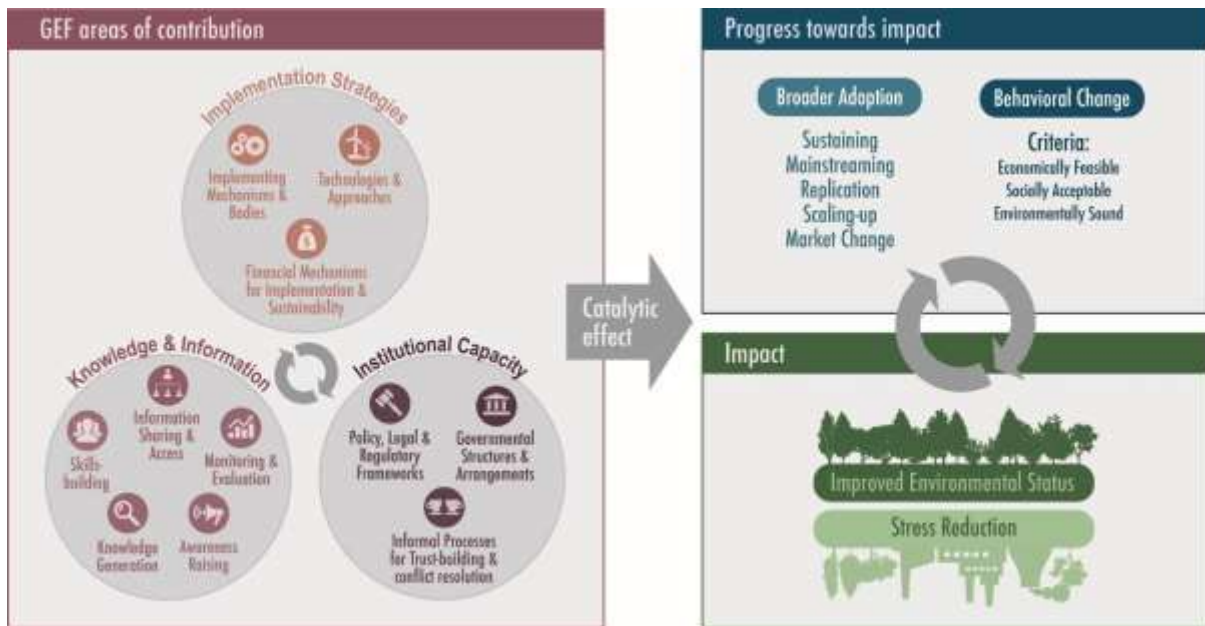 GEF areas of contribution
Implementation Strategies
Implementing
Mechanisms &
Bodies
Technologies &
Approaches
Financial Mechanisms
for Implementation &
Sustainability
Knowledge & Information
Information
Sharing &
Access
Skills-
building
Monitoring &
Evaluation
Knowledge
Generation
Awareness
Raising
Institutional Capacity
Policy, Legal &
Regulatory
Frameworks
Governmental
Structures &
Arrangements
Informal Processes
for Trust-building &
conflict resolution
Catalytic
effect
Progress towards impact
Broader Adoption
Sustaining
Mainstreaming
Replication
Scaling-up
Market Change
Behavioral Change
Criteria:
Economically Feasible
Socially Acceptable
Environmentally Sound
Impact
Improved Environmental Status
Stress Reduction